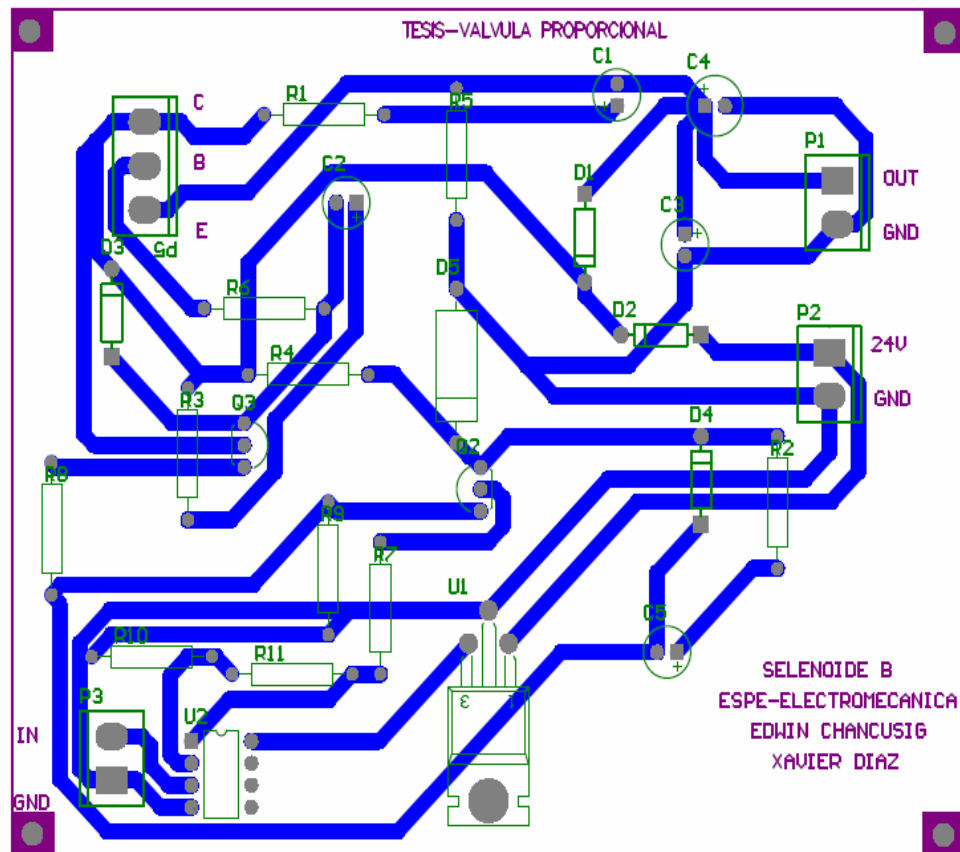 TESIS-VALVULA PROPORCIONAL
C1
C4
R1
C
R5
B
C2
D1
P1
OUT
C3
GND
E
P5
D3
D5
R6
D2
P2
24V
R4
GND
R3
Q3
D4
Q2
R2
R8
R9
R7
U1
C5
R10
R11
SELENOIDE B
ESPE-ELECTROMECANICA
EDWIN CHANCUSIG
XAVIER DIAZ
P3
U2
3
1
IN
GND